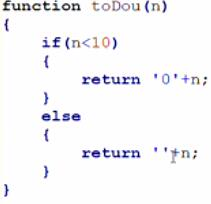 function toDou(n)
{
    if(n<10)
    {
        return '0'+n;
    }
    else
    {
        return ''+n;
    }
}